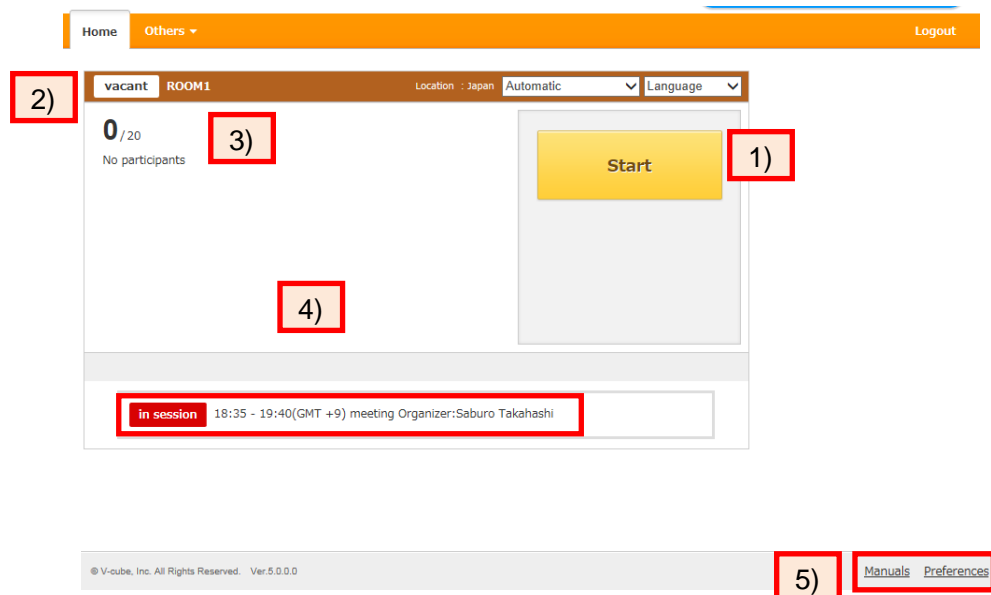 Home Others Logout
2) vacant ROOM1 Location : Japan Automatic Language
0/20 3)
No participants
Start 1)
4)
in session 18:35 - 19:40(GMT +9) meeting Organizer:Saburo Takahashi
© V-cube, Inc. All Rights Reserved. Ver.5.0.0.0 5) Manuals Preferences